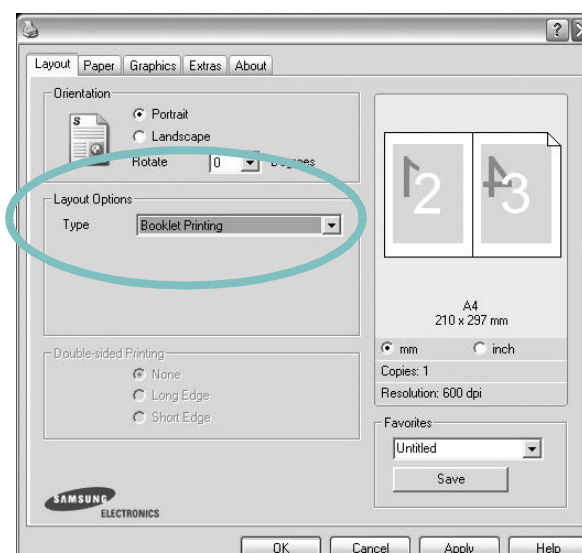 Layout Paper Graphics Extras About
Orientation
Portrait
Landscape
Rotate 0 Degrees
Layout Options
Type Booklet Printing
Double-sided Printing
None
Long Edge
Short Edge
S
1 2 4 3
A4
210 x 297 mm
mm inch
Copies: 1
Resolution: 600 dpi
Favorites
Untitled
Save
SAMSUNG
ELECTRONICS
OK Cancel Apply Help